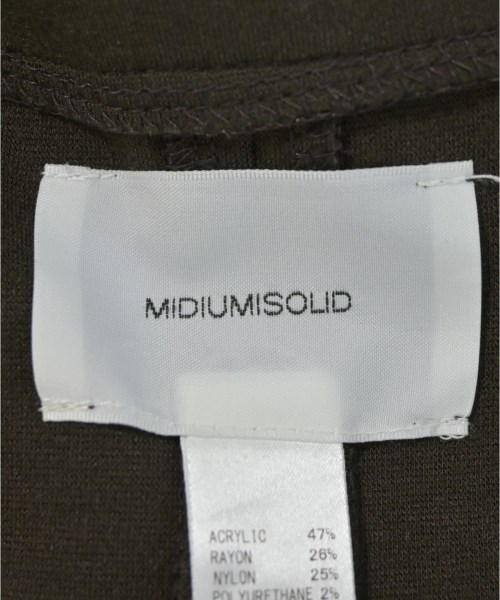 MIDIUMISOLID
ACRYLIC 47%
RAYON 26%
NYLON 25%
POLYURETHANE 2%